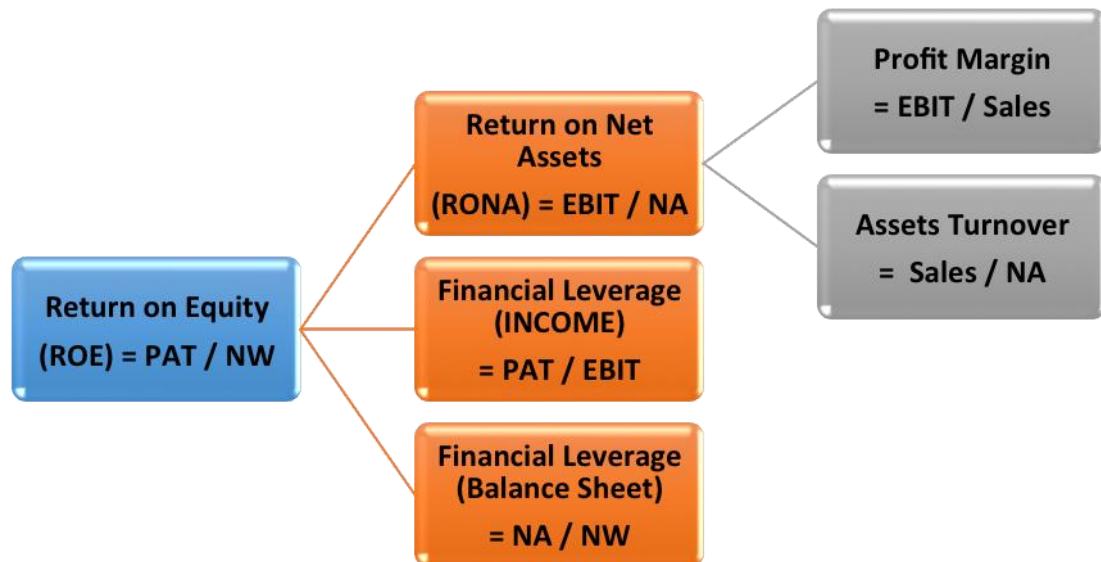 Return on Equity
(ROE) = PAT / NW
Return on Net
Assets
(RONA) = EBIT / NA
Financial Leverage
(INCOME)
= PAT / EBIT
Financial Leverage
(Balance Sheet)
= NA / NW
Profit Margin
= EBIT / Sales
Assets Turnover
= Sales / NA